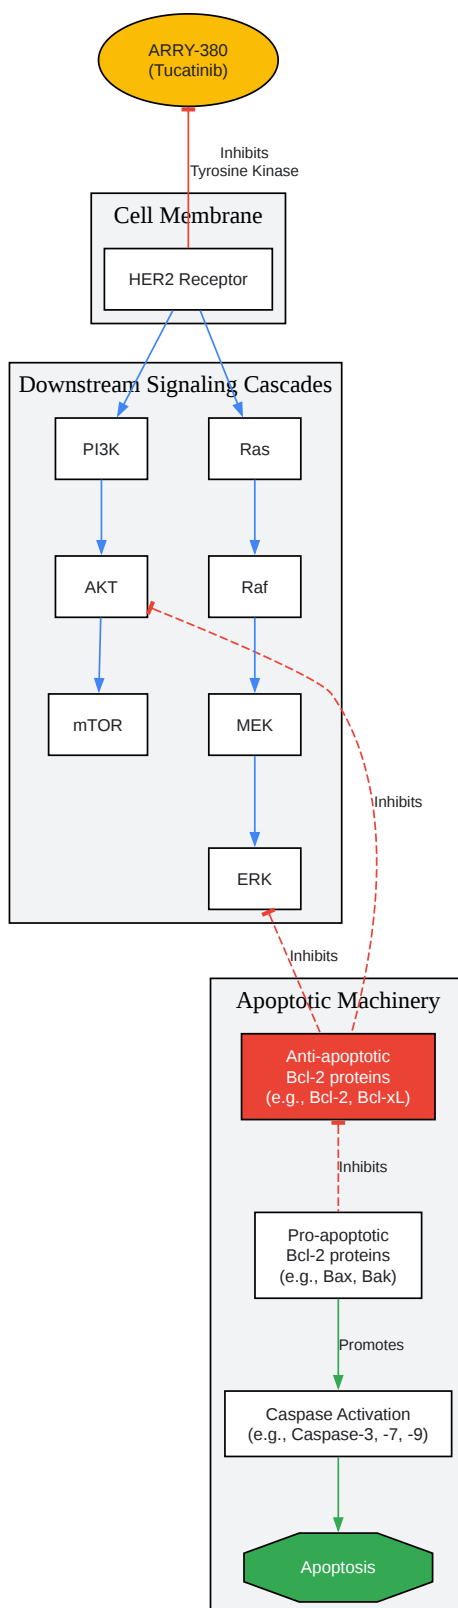 ARRY-380
(Tucatinib)
Inhibits
Tyrosine Kinase
Cell Membrane
HER2 Receptor
Downstream Signaling Cascades
PI3K
Ras
AKT
Raf
mTOR
MEK
Inhibits
ERK
Inhibits
Apoptotic Machinery
Anti-apoptotic
Bcl-2 proteins
(e.g., Bcl-2, Bcl-xL)
Inhibits
Pro-apoptotic
Bcl-2 proteins
(e.g., Bax, Bak)
Promotes
Caspase Activation
(e.g., Caspase-3, -7, -9)
Apoptosis